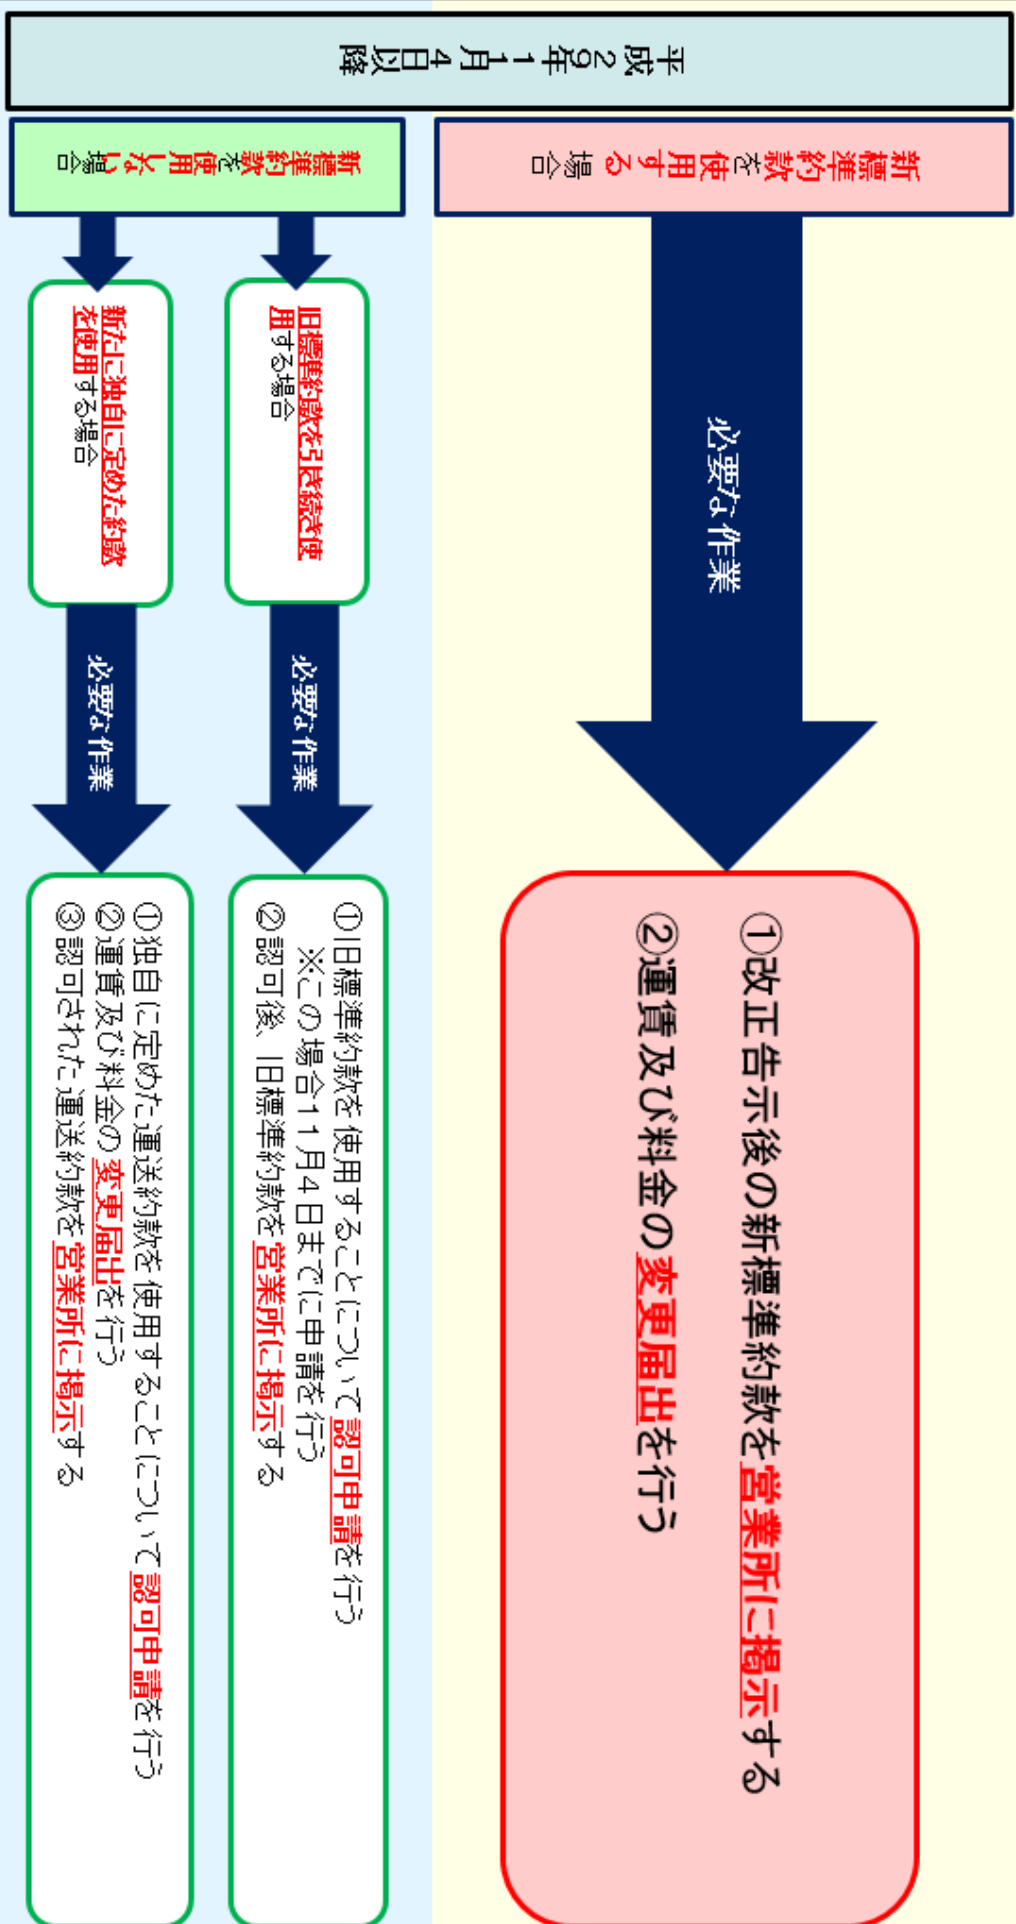 平成29年11月4日以降
新標準約款を使用する場合
必要な作業
①改正告示後の新標準約款を営業所に掲示する
②運賃及び料金の変更届出を行う
新標準約款を使用しない場合
旧標準約款を引き続き使
用する場合
必要な作業
①旧標準約款を使用することについて認可申請を行う
※この場合11月4日までに申請を行う
②認可後、旧標準約款を営業所に掲示する
新たに独自に定めた約款
を使用する場合
必要な作業
①独自に定めた運送約款を使用することについて認可申請を行う
②運賃及び料金の変更届出を行う
③認可された運送約款を営業所に掲示する